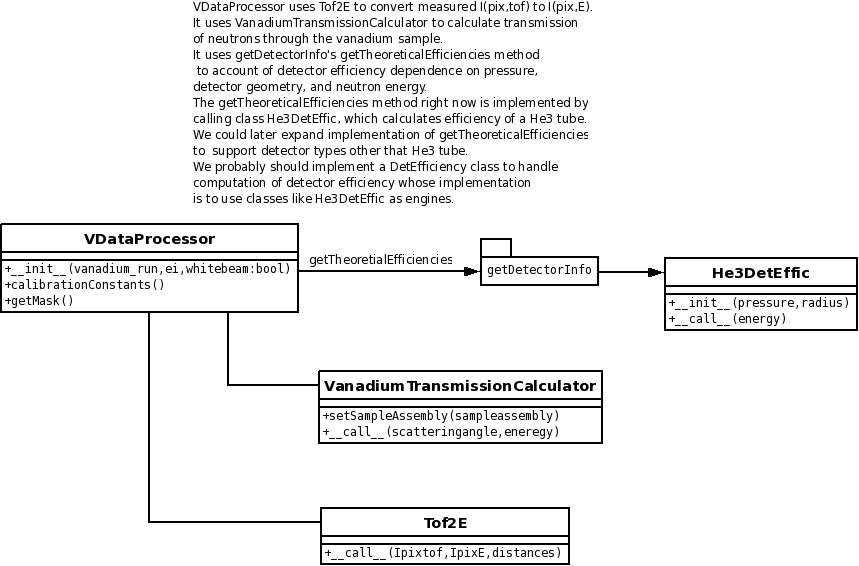 VDataProcessor uses Tof2E to convert measured I(pix,tof) to I(pix,E).
It uses VanadiumTransmissionCalculator to calculate transmission
of neutrons through the vanadium sample.
It uses getDetectorInfo's getTheoreticalEfficiencies method
to account of detector efficiency dependence on pressure,
detector geometry, and neutron energy.
The getTheoreticalEfficiencies method right now is implemented by
calling class He3DetEffic, which calculates efficiency of a He3 tube.
We could later expand implementation of getTheoreticalEfficiencies
to  support detector types other that He3 tube.
We probably should implement a DetEfficiency class to handle
computation of detector efficiency whose implementation
is to use classes like He3DetEffic as engines.
VDataProcessor
+__init__(vanadium_run,ei,whitebeam:bool)
+calibrationConstants()
+getMask()
getTheoretialEfficiencies
getDetectorInfo
He3DetEffic
+__init__(pressure,radius)
+__call__(energy)
VanadiumTransmissionCalculator
+setSampleAssembly(sampleassembly)
+__call__(scatteringangle,eneregy)
Tof2E
+__call__(Ipixtof,IpixE,distances)